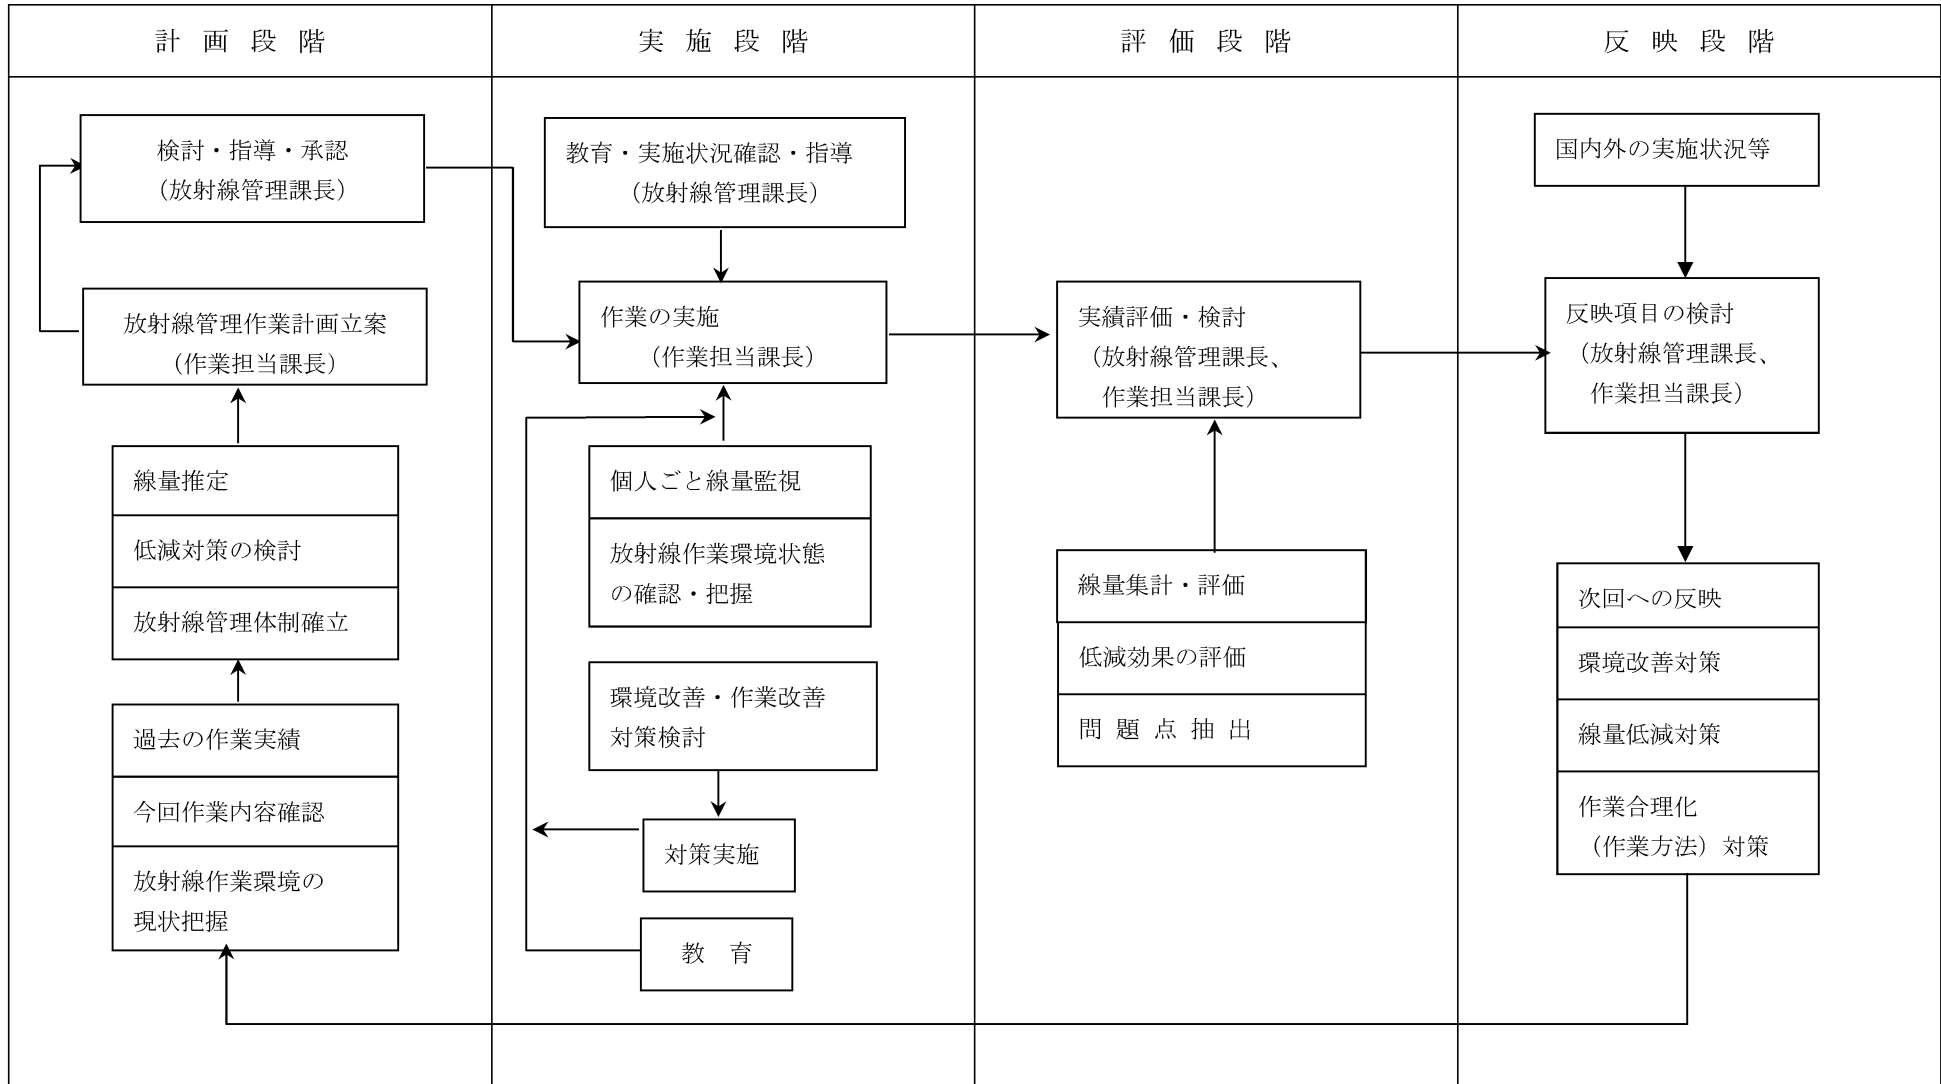 計画段階
実施段階
評価段階
反映段階
検討・指導・承認
（放射線管理課長）
放射線管理作業計画立案
（作業担当課長）
線量推定
低減対策の検討
放射線管理体制確立
過去の作業実績
今回作業内容確認
放射線作業環境の
現状把握
教育・実施状況確認・指導
（放射線管理課長）
作業の実施
（作業担当課長）
個人ごと線量監視
放射線作業環境状態
の確認・把握
環境改善・作業改善
対策検討
対策実施
教　育
実績評価・検討
（放射線管理課長、
作業担当課長）
線量集計・評価
低減効果の評価
問題点抽出
国内外の実施状況等
反映項目の検討
（放射線管理課長、
作業担当課長）
次回への反映
環境改善対策
線量低減対策
作業合理化
（作業方法）対策